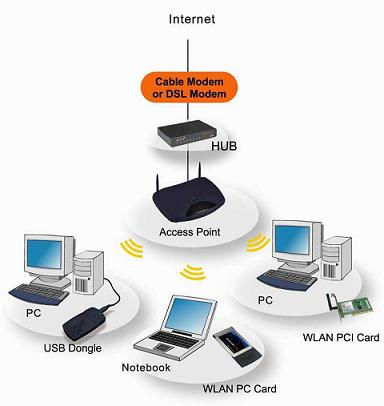 Internet
Cable Modem
or DSL Modem
HUB
Access Point
PC
USB Dongle
Notebook
WLAN PC Card
PC
WLAN PCI Card